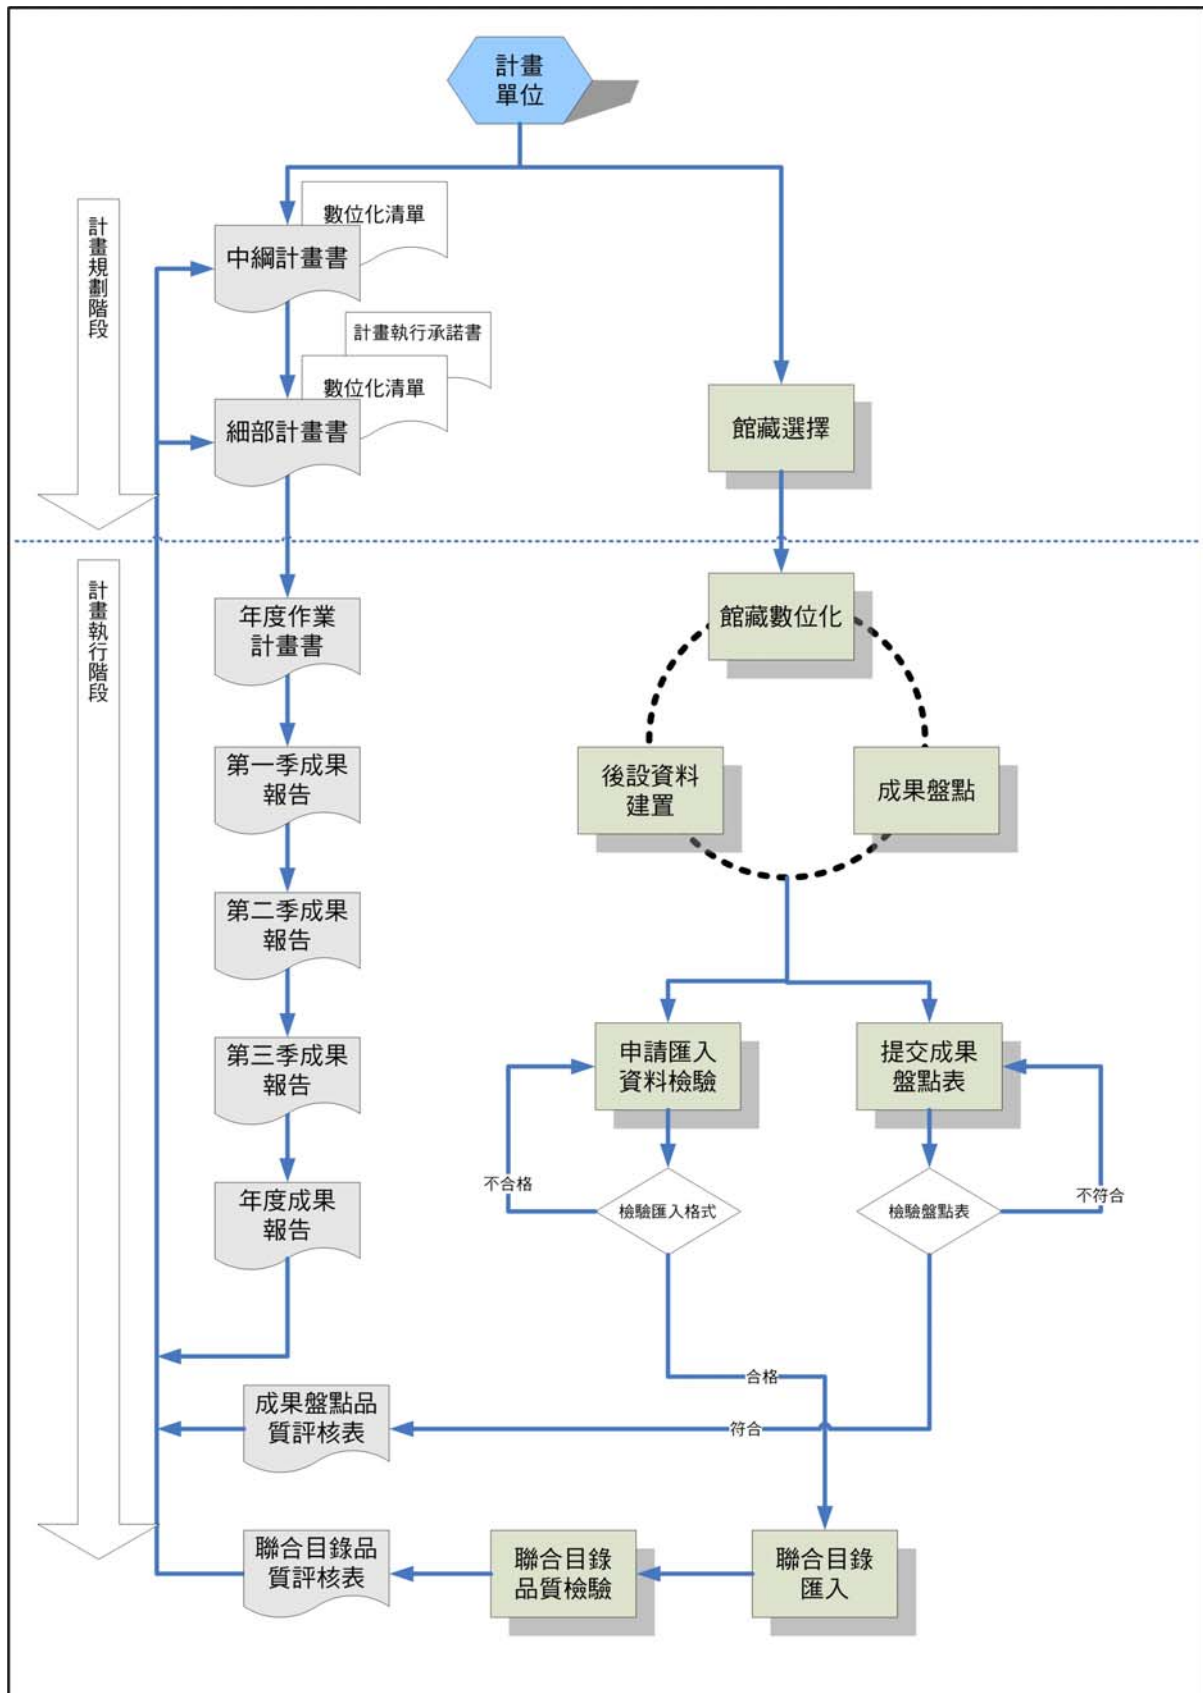 計畫
單位
數位化清單
中綱計畫書
計畫規劃階段
計畫執行承諾書
數位化清單
細部計畫書
館藏選擇
計畫執行階段
年度作業
計畫書
館藏數位化
第一季成果
報告
後設資料
建置
成果盤點
第二季成果
報告
第三季成果
報告
申請匯入
資料檢驗
提交成果
盤點表
不合格
不符合
年度成果
報告
檢驗匯入格式
檢驗盤點表
合格
成果盤點品
質評核表
符合
聯合目錄品
質評核表
聯合目錄
品質檢驗
聯合目錄
匯入